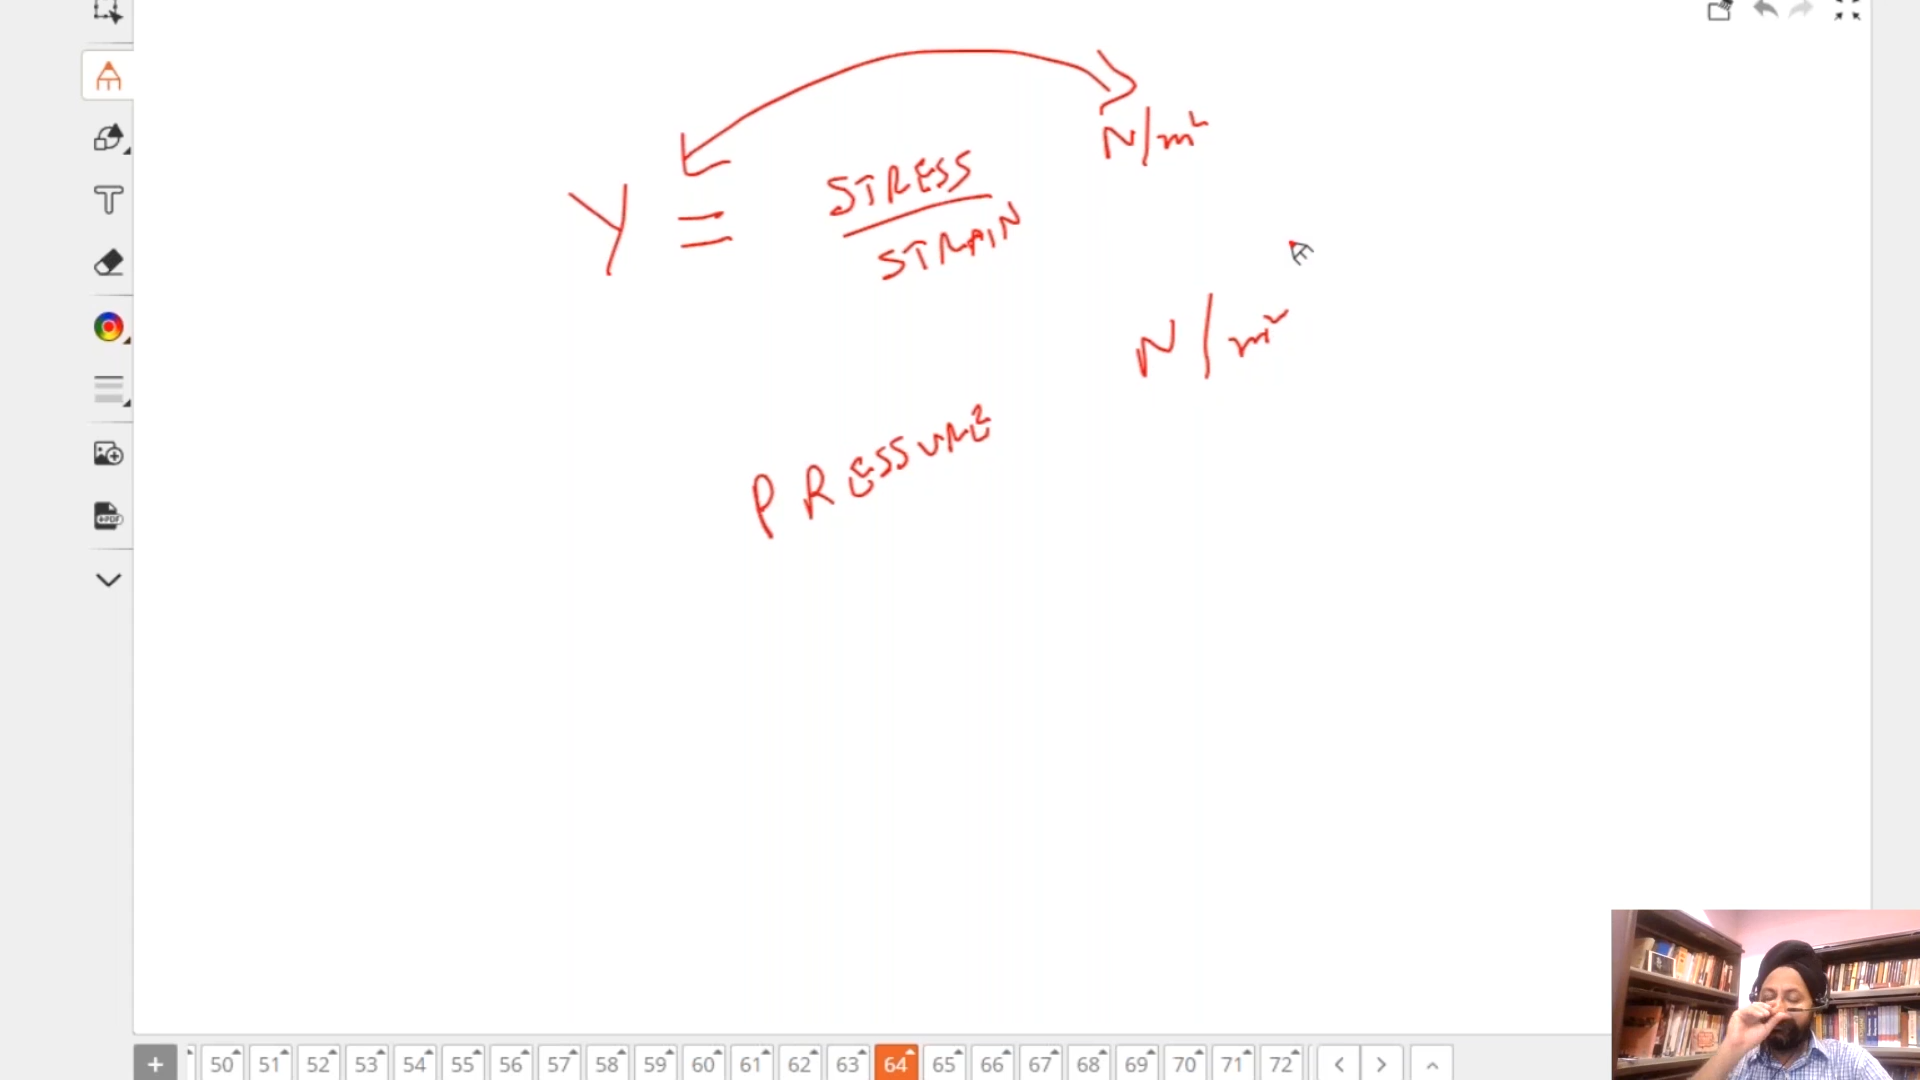 N/m²
Y = STRESS
STRAIN
N/m²
PRESSURE
50 51 52 53 54 55 56 57 58 59 60 61 62 63 64 65 66 67 68 69 70 71 72